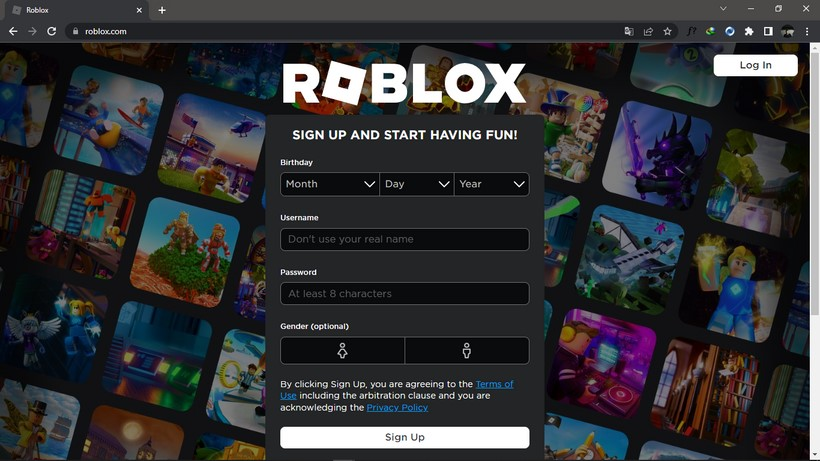 Roblox
roblox.com
Log In
ROBLOX
SIGN UP AND START HAVING FUN!
Birthday
Month Day Year
Username
Don't use your real name
Password
At least 8 characters
Gender (optional)
By clicking Sign Up, you are agreeing to the Terms of
Use including the arbitration clause and you are
acknowledging the Privacy Policy
Sign Up